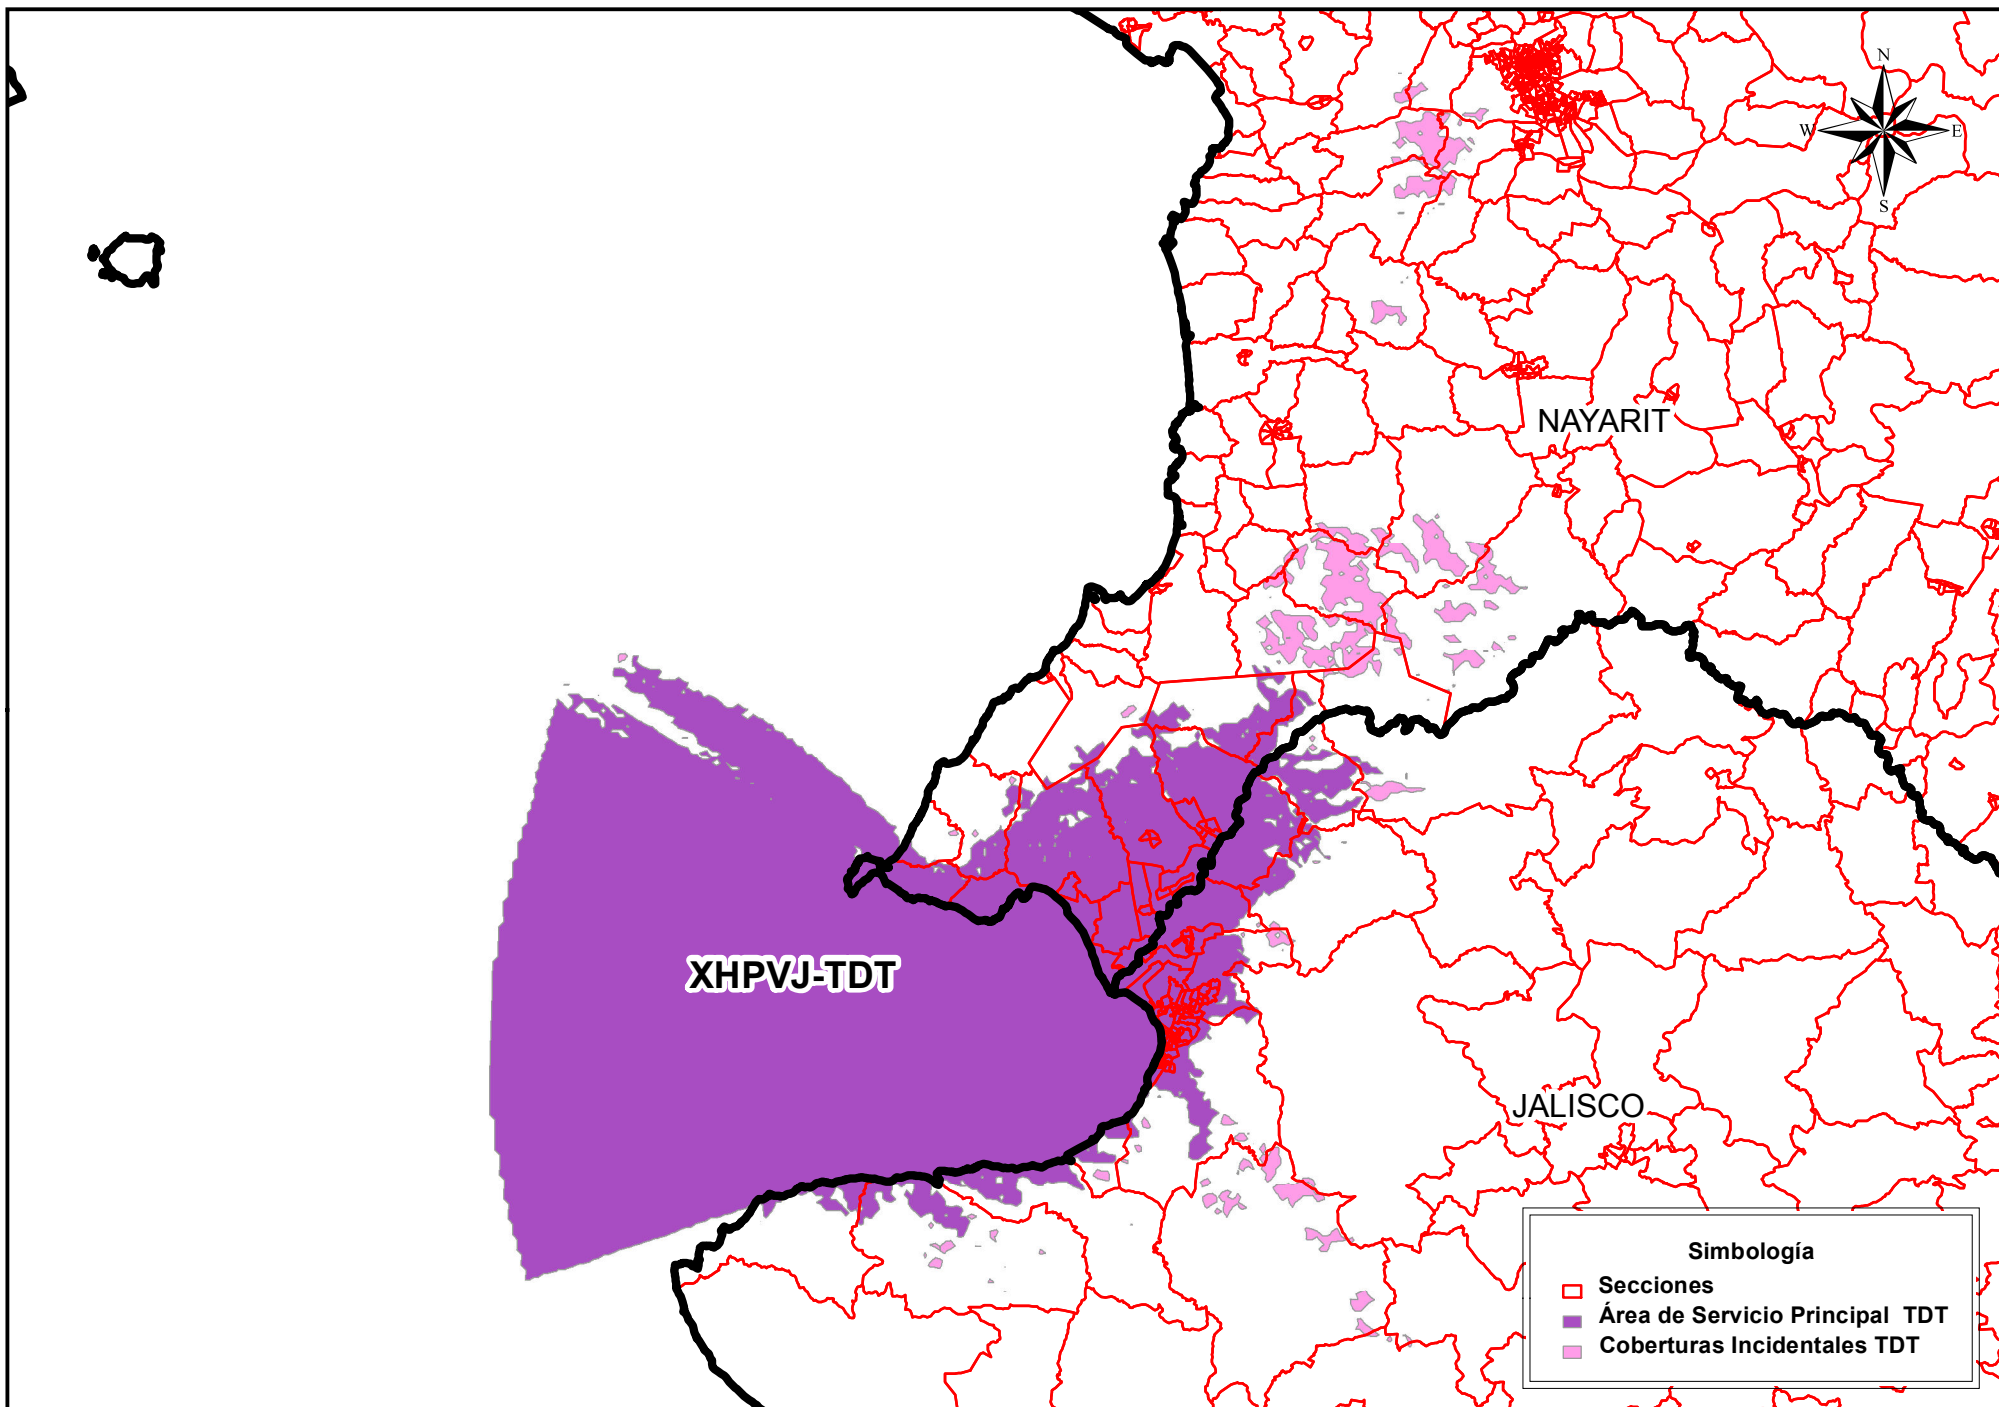 N
W
E
S
NAYARIT
XHPVJ-TDT
JALISCO
Simbología
Secciones
Área de Servicio Principal TDT
Coberturas Incidentales TDT